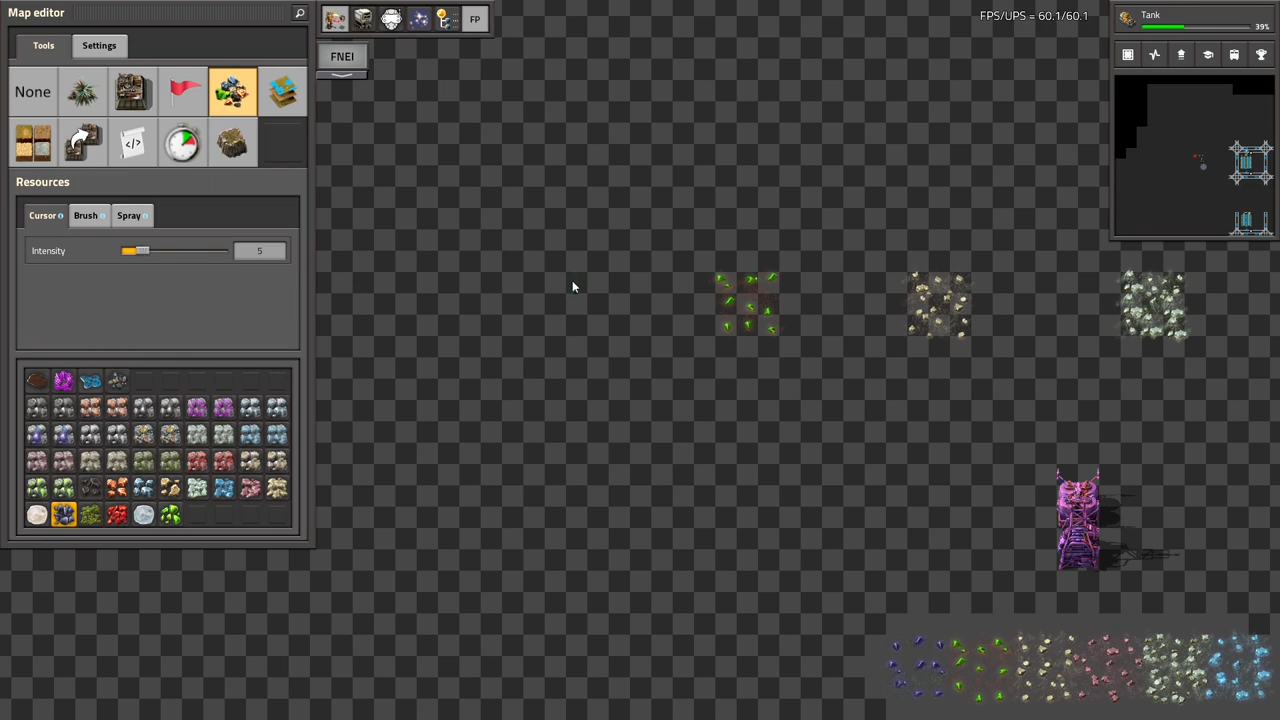 Map editor
FP
FPS/UPS = 60.1/60.1
Tank
39%
Tools
Settings
FNEI
None
</>
Resources
Cursor
Brush
Spray
Intensity
5